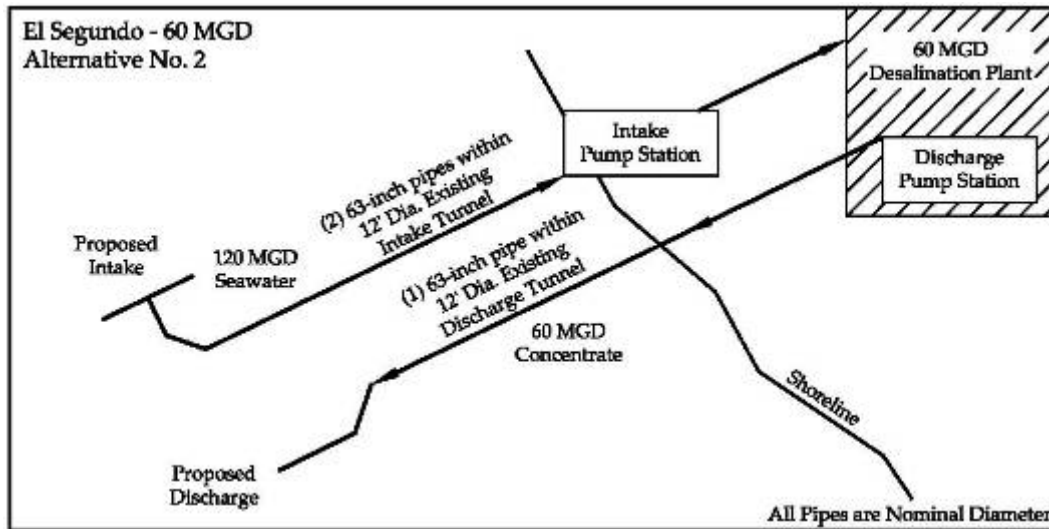 El Segundo - 60 MGD
Alternative No. 2
60 MGD
Desalination Plant
Intake
Pump Station
Discharge
Pump Station
(2) 63-inch pipes within
12' Dia. Existing
Intake Tunnel
Proposed
Intake
120 MGD
Seawater
(1) 63-inch pipe within
12' Dia. Existing
Discharge Tunnel
60 MGD
Concentrate
Shoreline
Proposed
Discharge
All Pipes are Nominal Diameter